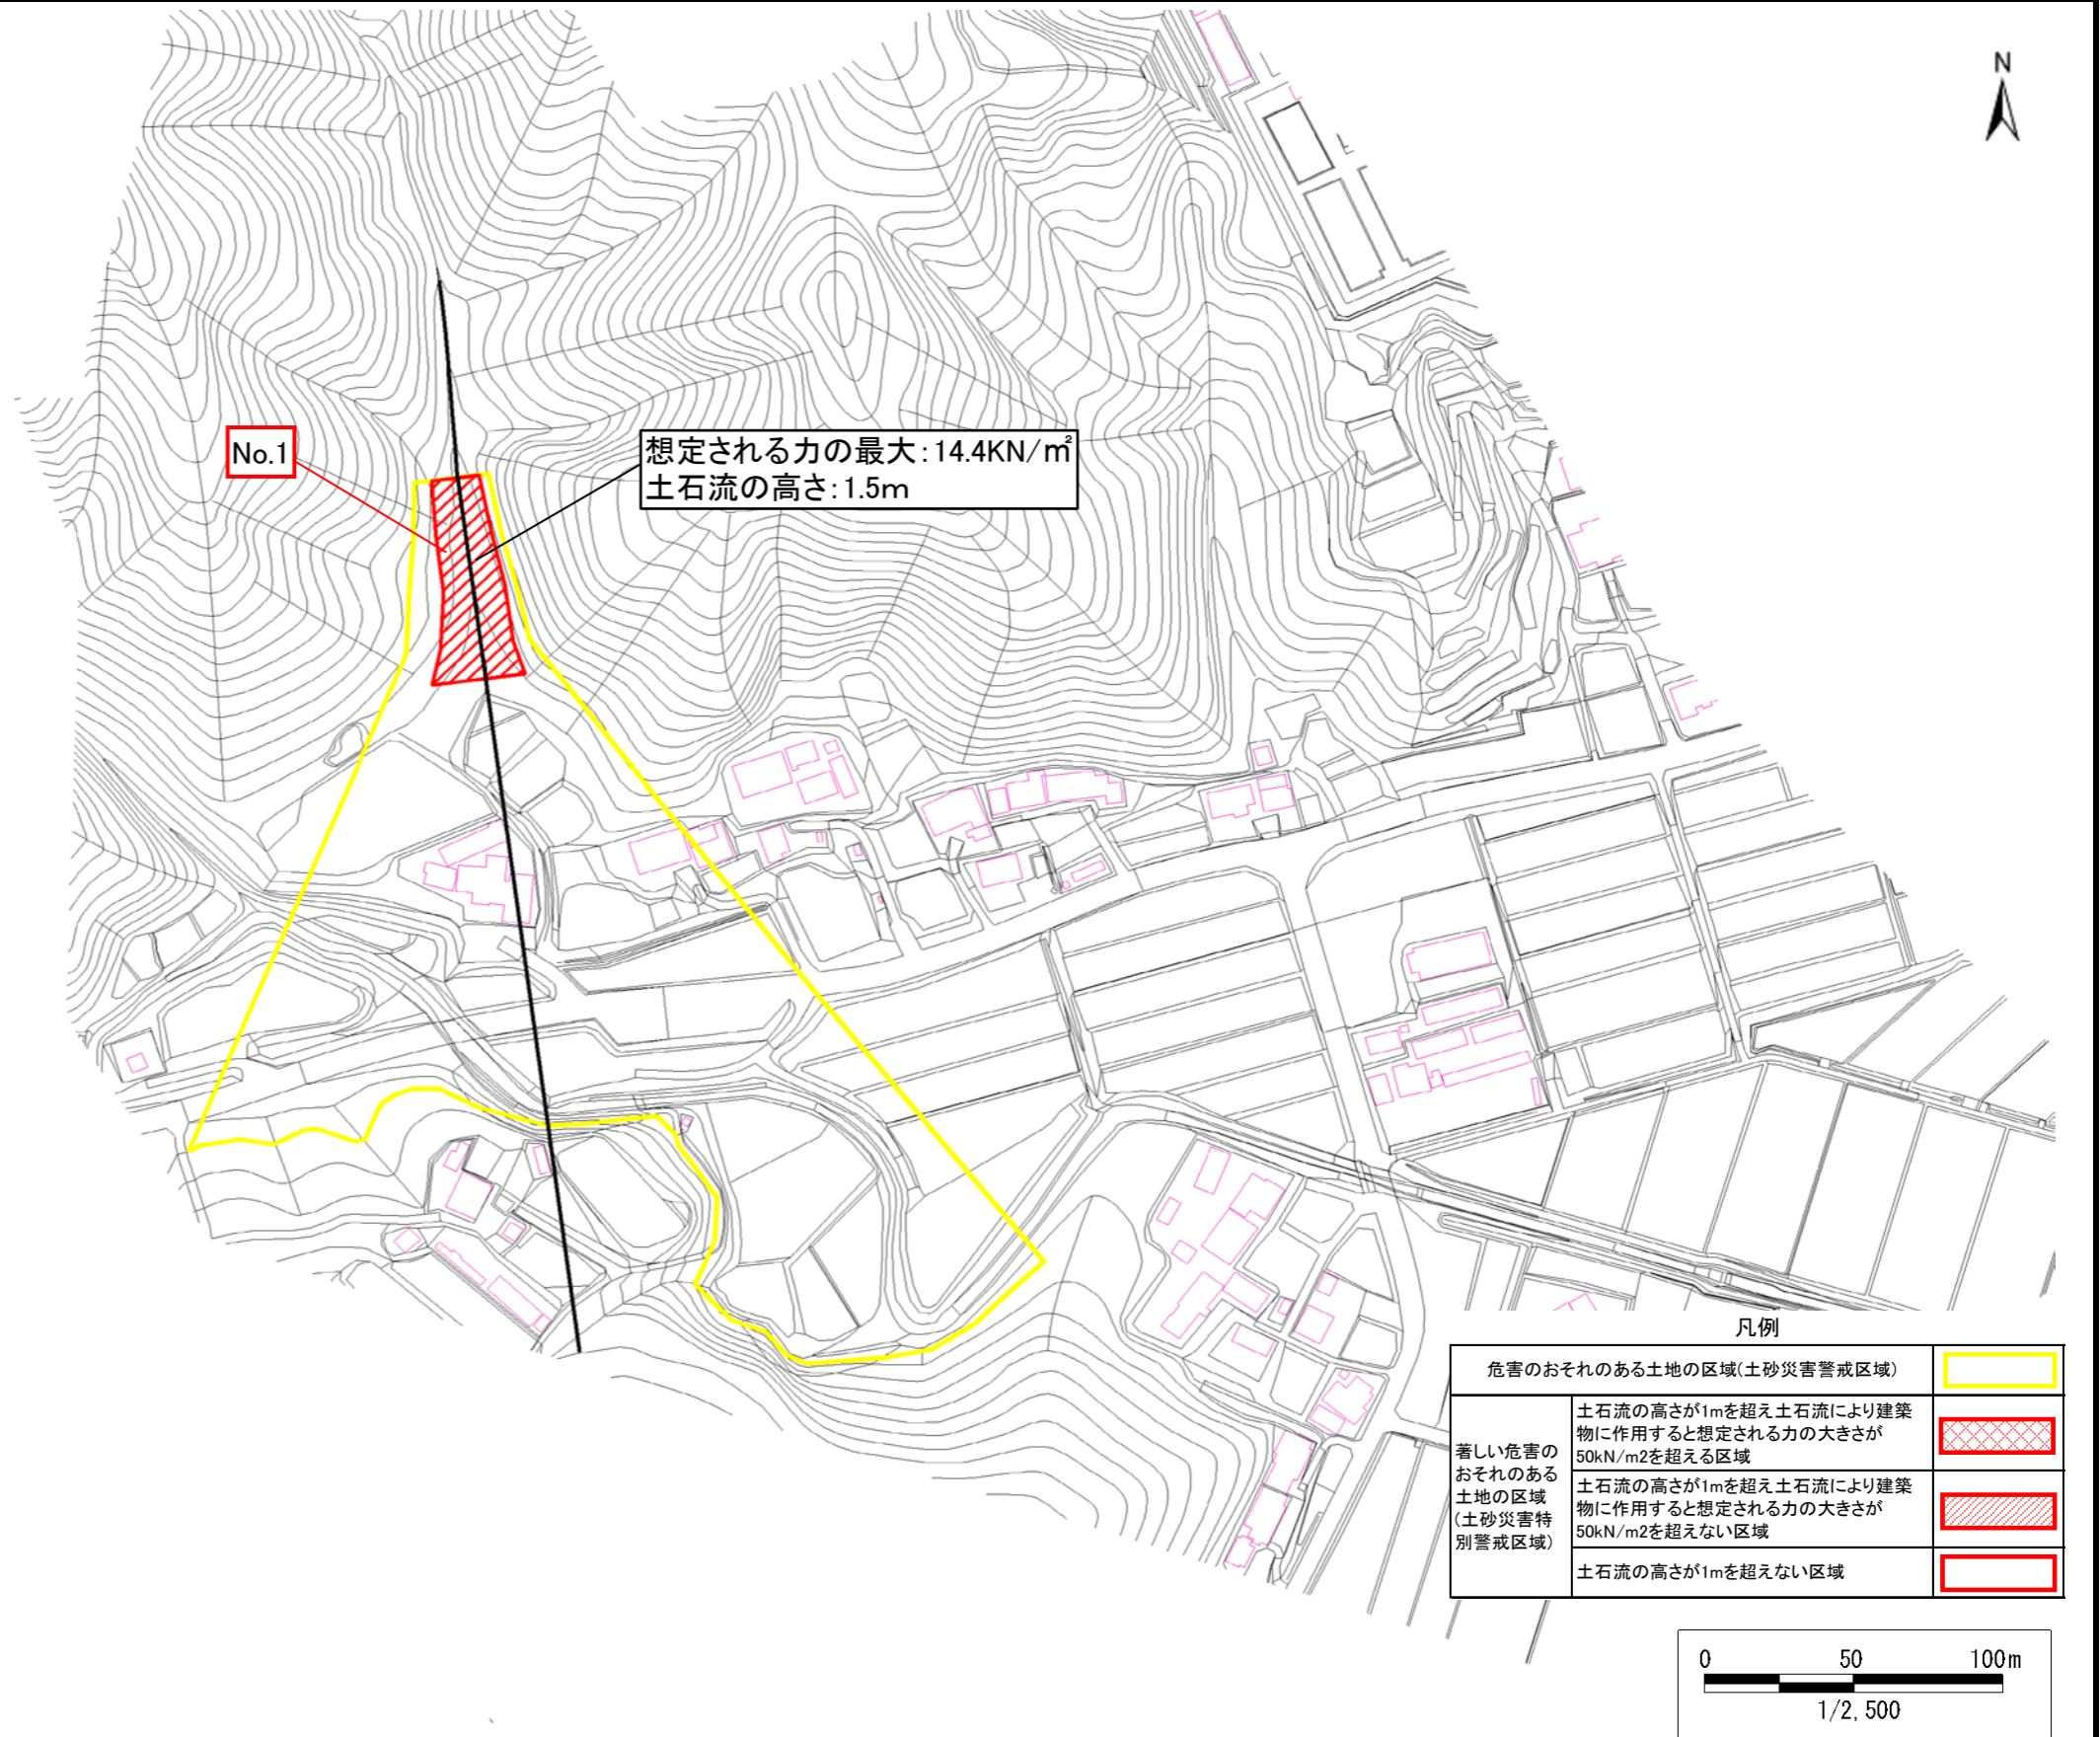 N
No.1
想定される力の最大:14.4KN/㎡
土石流の高さ:1.5m
凡例
危害のおそれのある土地の区域(土砂災害警戒区域)
著しい危害の
おそれのある
土地の区域
(土砂災害特
別警戒区域)
土石流の高さが1mを超え土石流により建築
物に作用すると想定される力の大きさが
50kN/m2を超える区域
土石流の高さが1mを超え土石流により建築
物に作用すると想定される力の大きさが
50kN/m2を超えない区域
土石流の高さが1mを超えない区域
0 50 100m
1/2,500